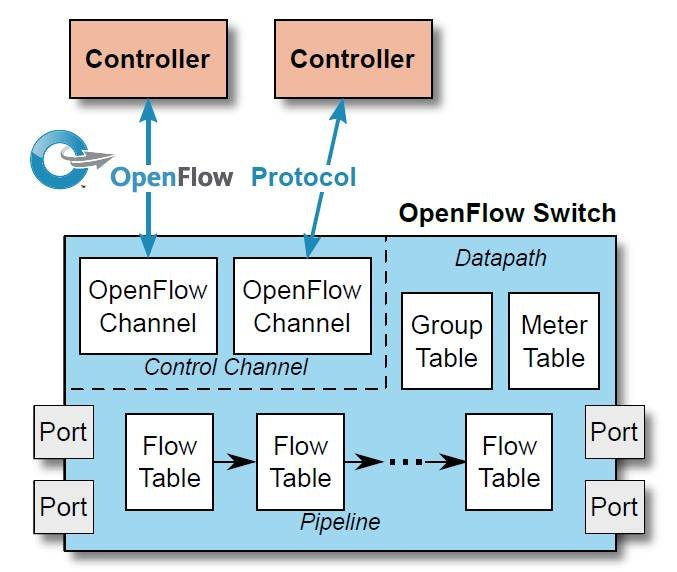 Controller
Controller
OpenFlow Protocol
™
OpenFlow Switch
Datapath
OpenFlow
Channel
OpenFlow
Channel
Control Channel
Group
Table
Meter
Table
Port
Port
Flow
Table
Flow
Table
Flow
Table
Port
Port
Pipeline